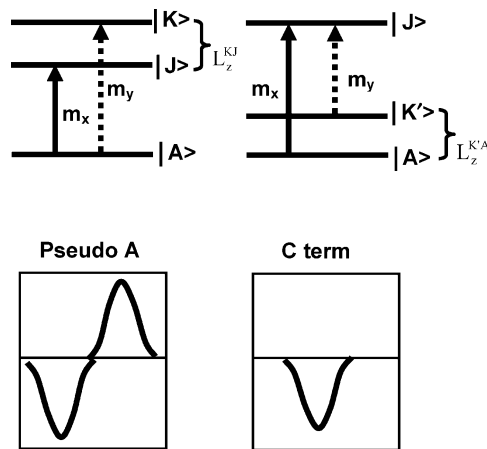 |K>
L_z^KJ
|J>
m_x
m_y
|A>
|J>
m_x
m_y
|K'>
L_z^K'A
|A>
Pseudo A
C term